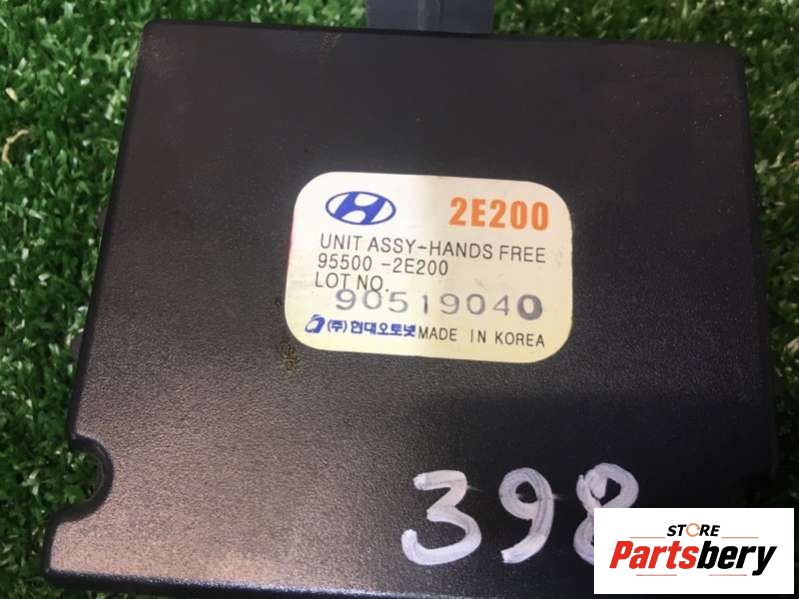 2E200
UNIT ASSY-HANDS FREE
95500 -2E200
LOT NO.
90519040
(주)현대오토넷 MADE IN KOREA
398
STORE
Partsbery